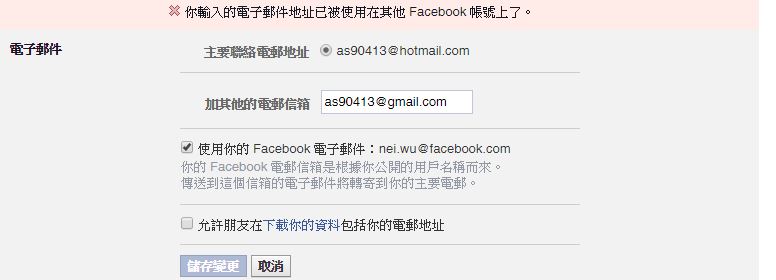 你輸入的電子郵件地址已被使用在其他 Facebook 帳號上了。
電子郵件
主要聯絡電郵地址 as90413@hotmail.com
加其他的電郵信箱 as90413@gmail.com
使用你的 Facebook 電子郵件：nei.wu@facebook.com
你的 Facebook 電郵信箱是根據你公開的用戶名稱而來。
傳送到這個信箱的電子郵件將轉寄到你的主要電郵。
允許朋友在下載你的資料包括你的電郵地址
儲存變更 取消